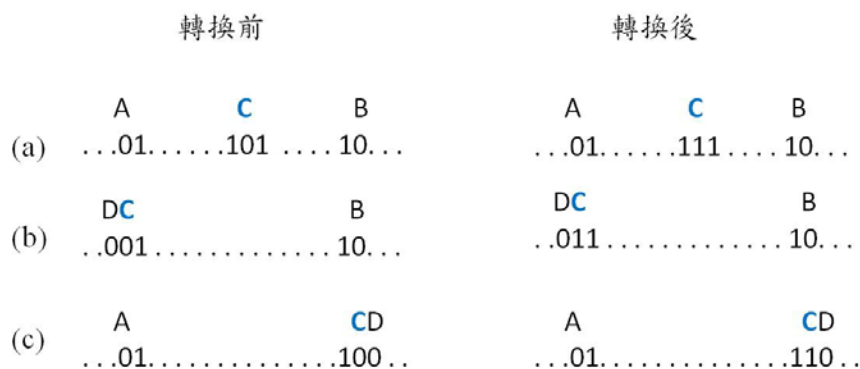 轉換前 轉換後
A C B A C B
(a) ...01......101 ....10... ...01......111....10...
DC B DC B
(b) ..001.............10... ..011.............10...
A CD A CD
(c) ...01..............100.. ...01..............110..